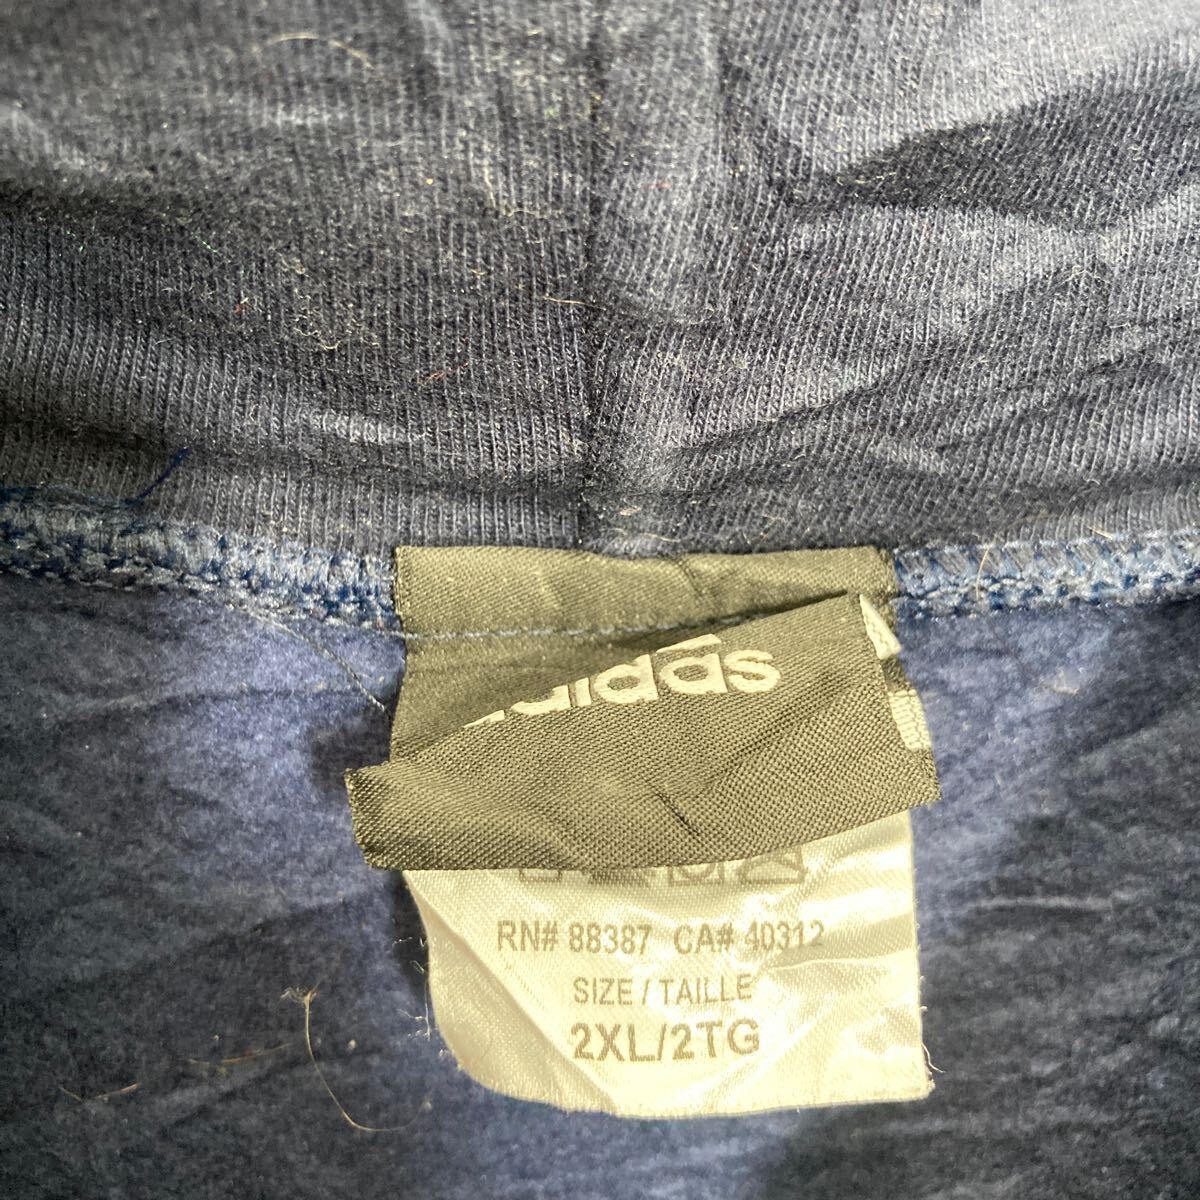 adidas
RN# 88387 CA# 40312
SIZE / TAILLE
2XL/2TG